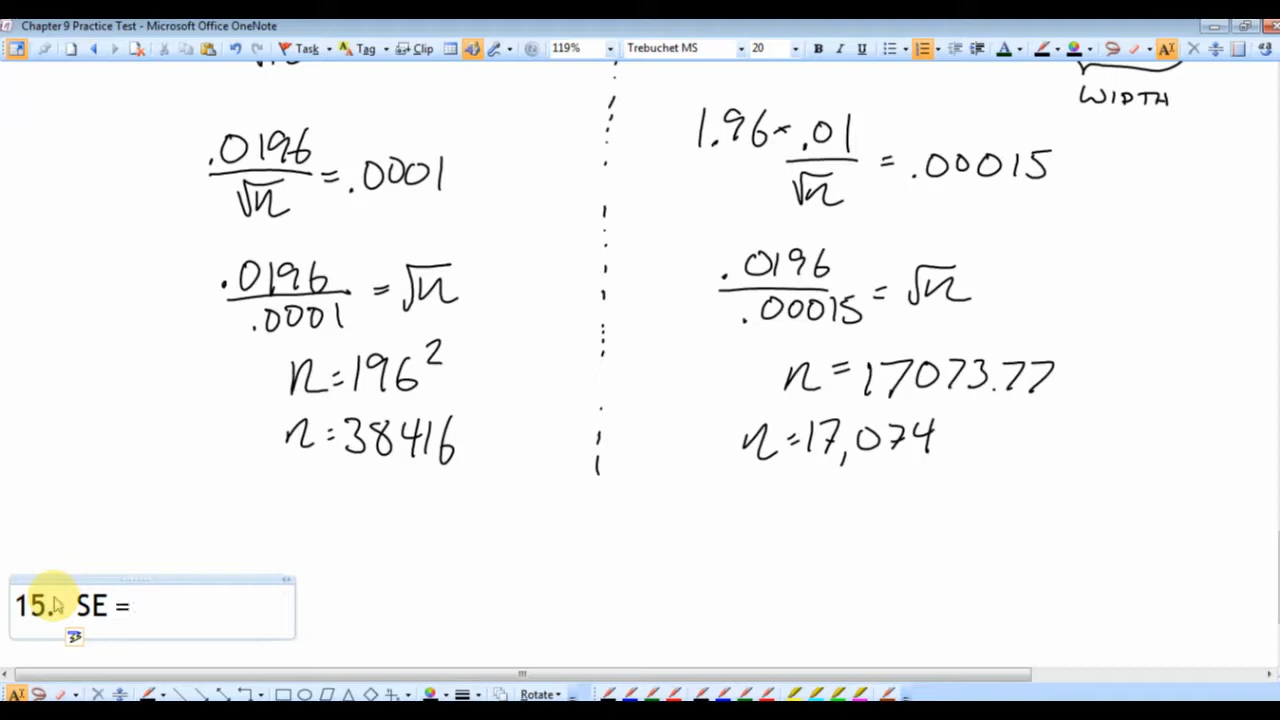 Chapter 9 Practice Test - Microsoft Office OneNote
Task Tag Clip 119% Trebuchet MS 20 B I U A
WIDTH
.0196 / √n = .0001
.0196 / .0001 = √n
n = 196²
n = 38416
1.96 × .01 / √n = .00015
.0196 / .00015 = √n
n = 17073.77
n = 17,074
15. SE =
Rotate